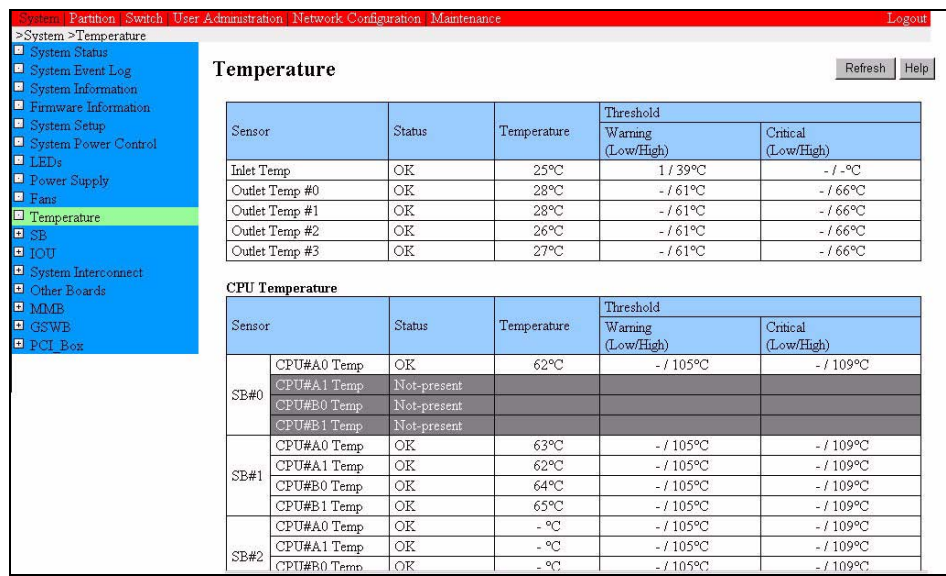 System | Partition | Switch | User Administration | Network Configuration | Maintenance Logout
>System >Temperature
System Status
System Event Log
System Information
Firmware Information
System Setup
System Power Control
LEDs
Power Supply
Fans
Temperature
SB
IOU
System Interconnect
Other Boards
MMB
GSWB
PCI_Box
Temperature
Refresh Help
Sensor Status Temperature Threshold
Warning (Low/High) Critical (Low/High)
Inlet Temp OK 25°C 1 / 39°C - / -°C
Outlet Temp #0 OK 28°C - / 61°C - / 66°C
Outlet Temp #1 OK 28°C - / 61°C - / 66°C
Outlet Temp #2 OK 26°C - / 61°C - / 66°C
Outlet Temp #3 OK 27°C - / 61°C - / 66°C
CPU Temperature
Sensor Status Temperature Threshold
Warning (Low/High) Critical (Low/High)
SB#0 CPU#A0 Temp OK 62°C - / 105°C - / 109°C
CPU#A1 Temp Not-present
CPU#B0 Temp Not-present
CPU#B1 Temp Not-present
SB#1 CPU#A0 Temp OK 63°C - / 105°C - / 109°C
CPU#A1 Temp OK 62°C - / 105°C - / 109°C
CPU#B0 Temp OK 64°C - / 105°C - / 109°C
CPU#B1 Temp OK 65°C - / 105°C - / 109°C
SB#2 CPU#A0 Temp OK - °C - / 105°C - / 109°C
CPU#A1 Temp OK - °C - / 105°C - / 109°C
CPU#B0 Temp OK - °C - / 105°C - / 109°C